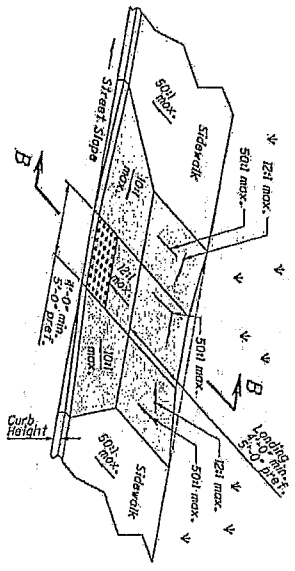 50:1
max.
Sidewalk
50:1 max.
12:1 max.
Street Slope
10:1
max.
12:1
max.
50:1 max.
B
B
4'-0" min.
5'-0" pref.
10:1
max.
Landing
4'-0" min.
5'-0" pref.
12:1 max.
50:1 max.
Sidewalk
50:1
max.
Curb
Height